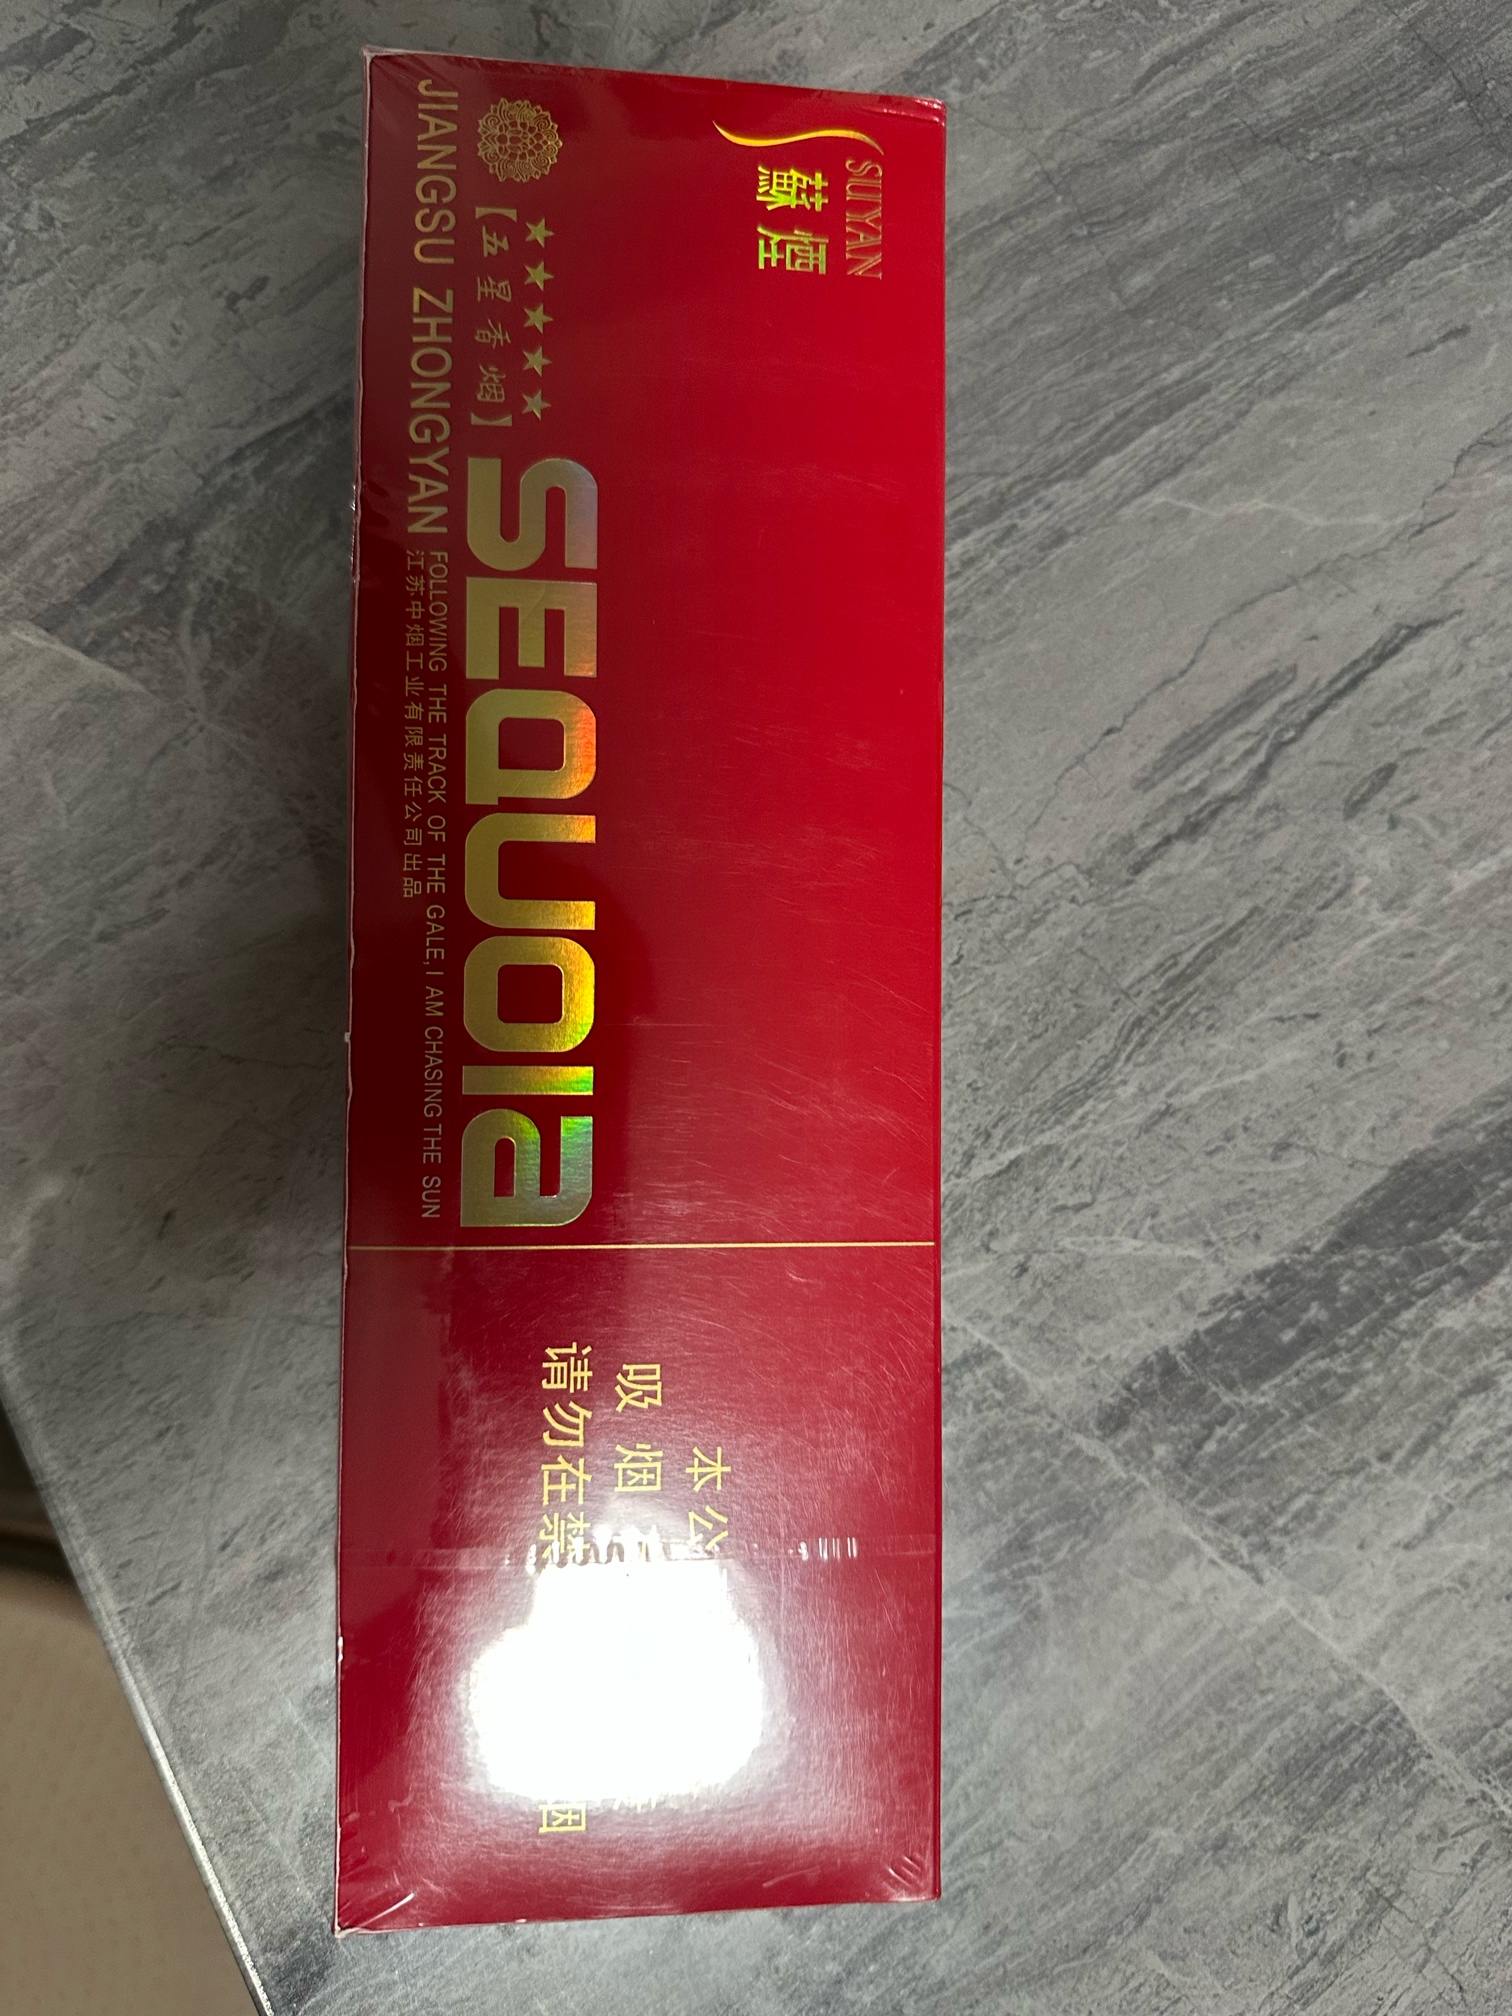 SUYAN
蘇煙
★★★★★
【五星香烟】
SEQUOIA
JIANGSU ZHONGYAN
FOLLOWING THE TRACK OF THE GALE, I AM CHASING THE SUN
江苏中烟工业有限责任公司出品
本公
吸烟
请勿在禁